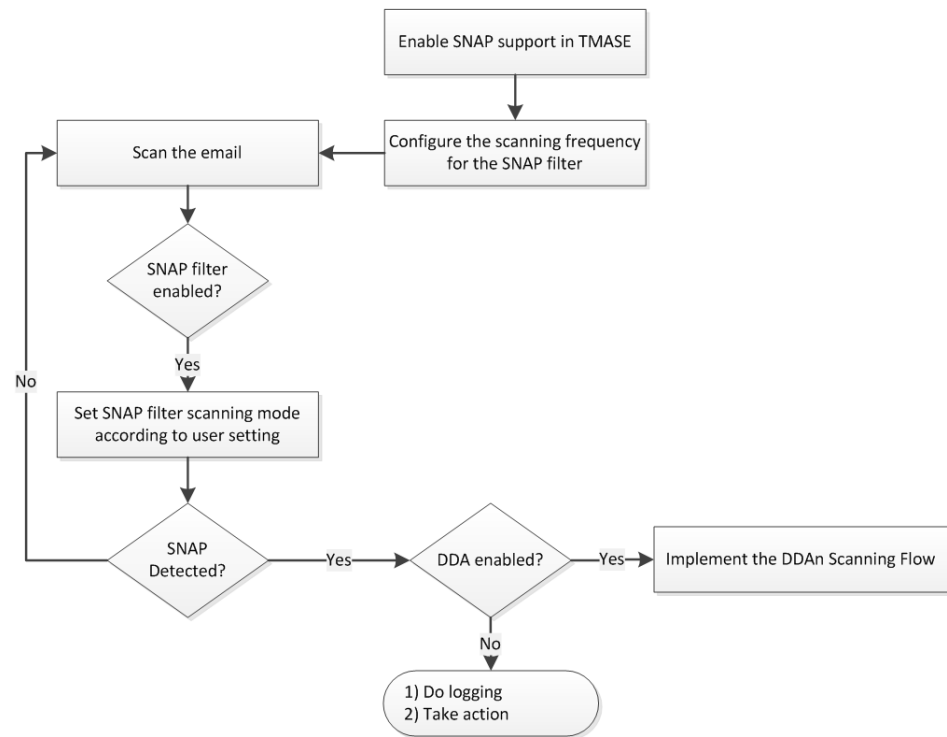 Enable SNAP support in TMASE
Configure the scanning frequency
for the SNAP filter
Scan the email
SNAP filter
enabled?
Yes
No
Set SNAP filter scanning mode
according to user setting
SNAP
Detected?
Yes
DDA enabled?
Yes
Implement the DDAn Scanning Flow
No
1) Do logging
2) Take action